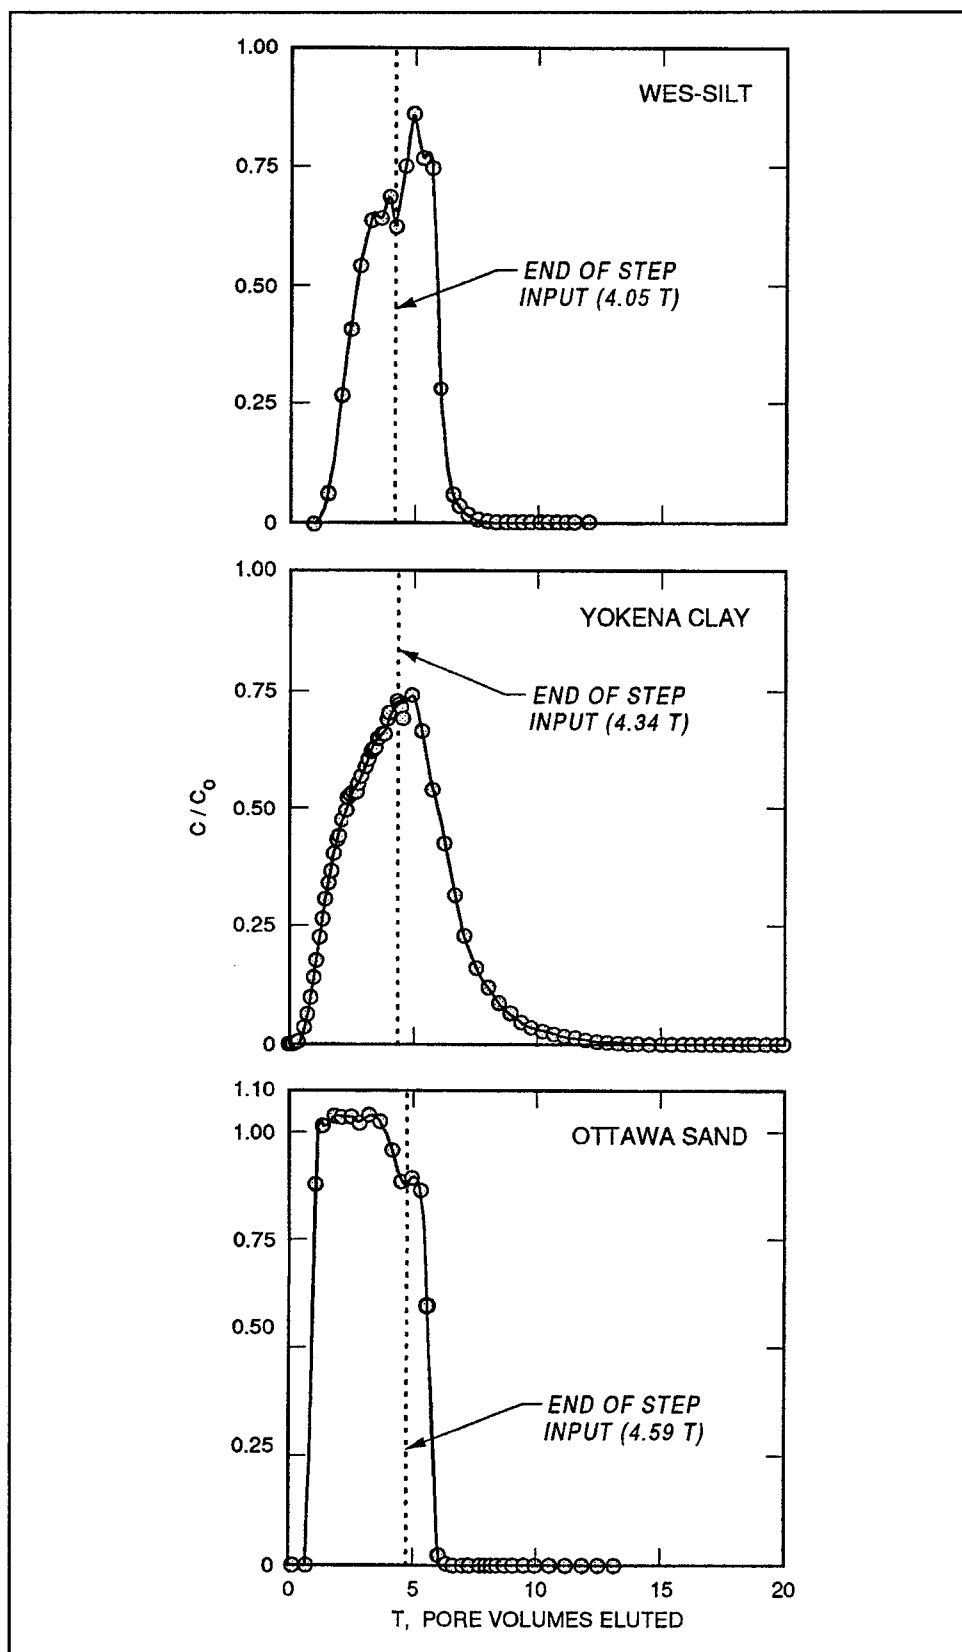 1.00
WES-SILT
0.75
END OF STEP
INPUT (4.05 T)
0.50
0.25
0
1.00
YOKENA CLAY
0.75
END OF STEP
INPUT (4.34 T)
C / C₀
0.50
0.25
0
1.10
1.00
OTTAWA SAND
0.75
0.50
END OF STEP
INPUT (4.59 T)
0.25
0
0 5 10 15 20
T, PORE VOLUMES ELUTED